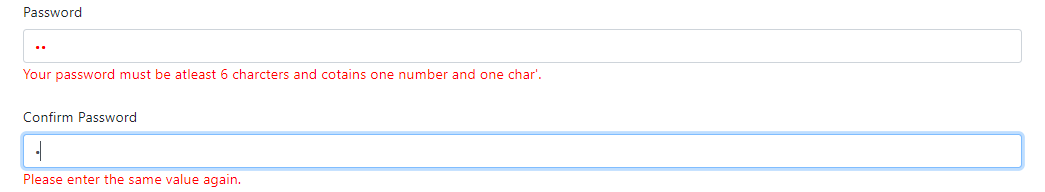 Password
Your password must be atleast 6 charcters and cotains one number and one char'.
Confirm Password
Please enter the same value again.